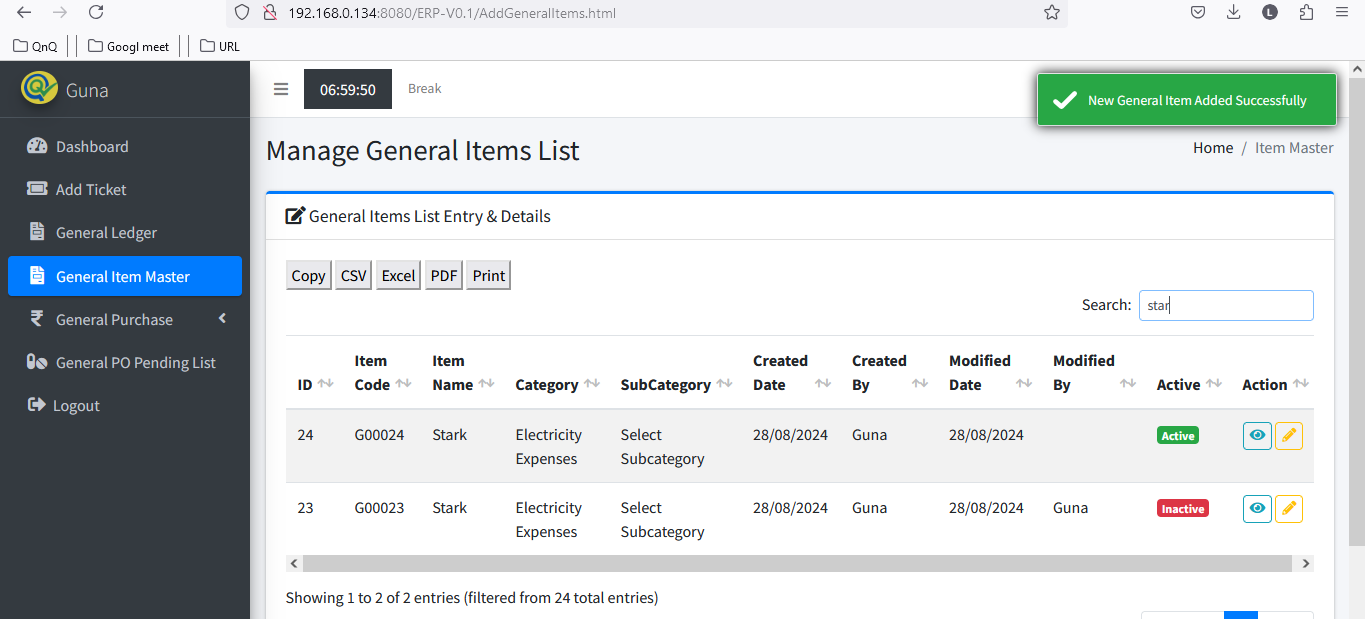 192.168.0.134:8080/ERP-V0.1/AddGeneralItems.html
L
QnQ Googl meet URL
Guna
06:59:50 Break
New General Item Added Successfully
Dashboard
Add Ticket
General Ledger
General Item Master
General Purchase
General PO Pending List
Logout
Manage General Items List
Home / Item Master
General Items List Entry & Details
Copy CSV Excel PDF Print
Search: star
ID Item Code Item Name Category SubCategory Created Date Created By Modified Date Modified By Active Action
24 G00024 Stark Electricity Expenses Select Subcategory 28/08/2024 Guna 28/08/2024 Active
23 G00023 Stark Electricity Expenses Select Subcategory 28/08/2024 Guna 28/08/2024 Guna Inactive
Showing 1 to 2 of 2 entries (filtered from 24 total entries)